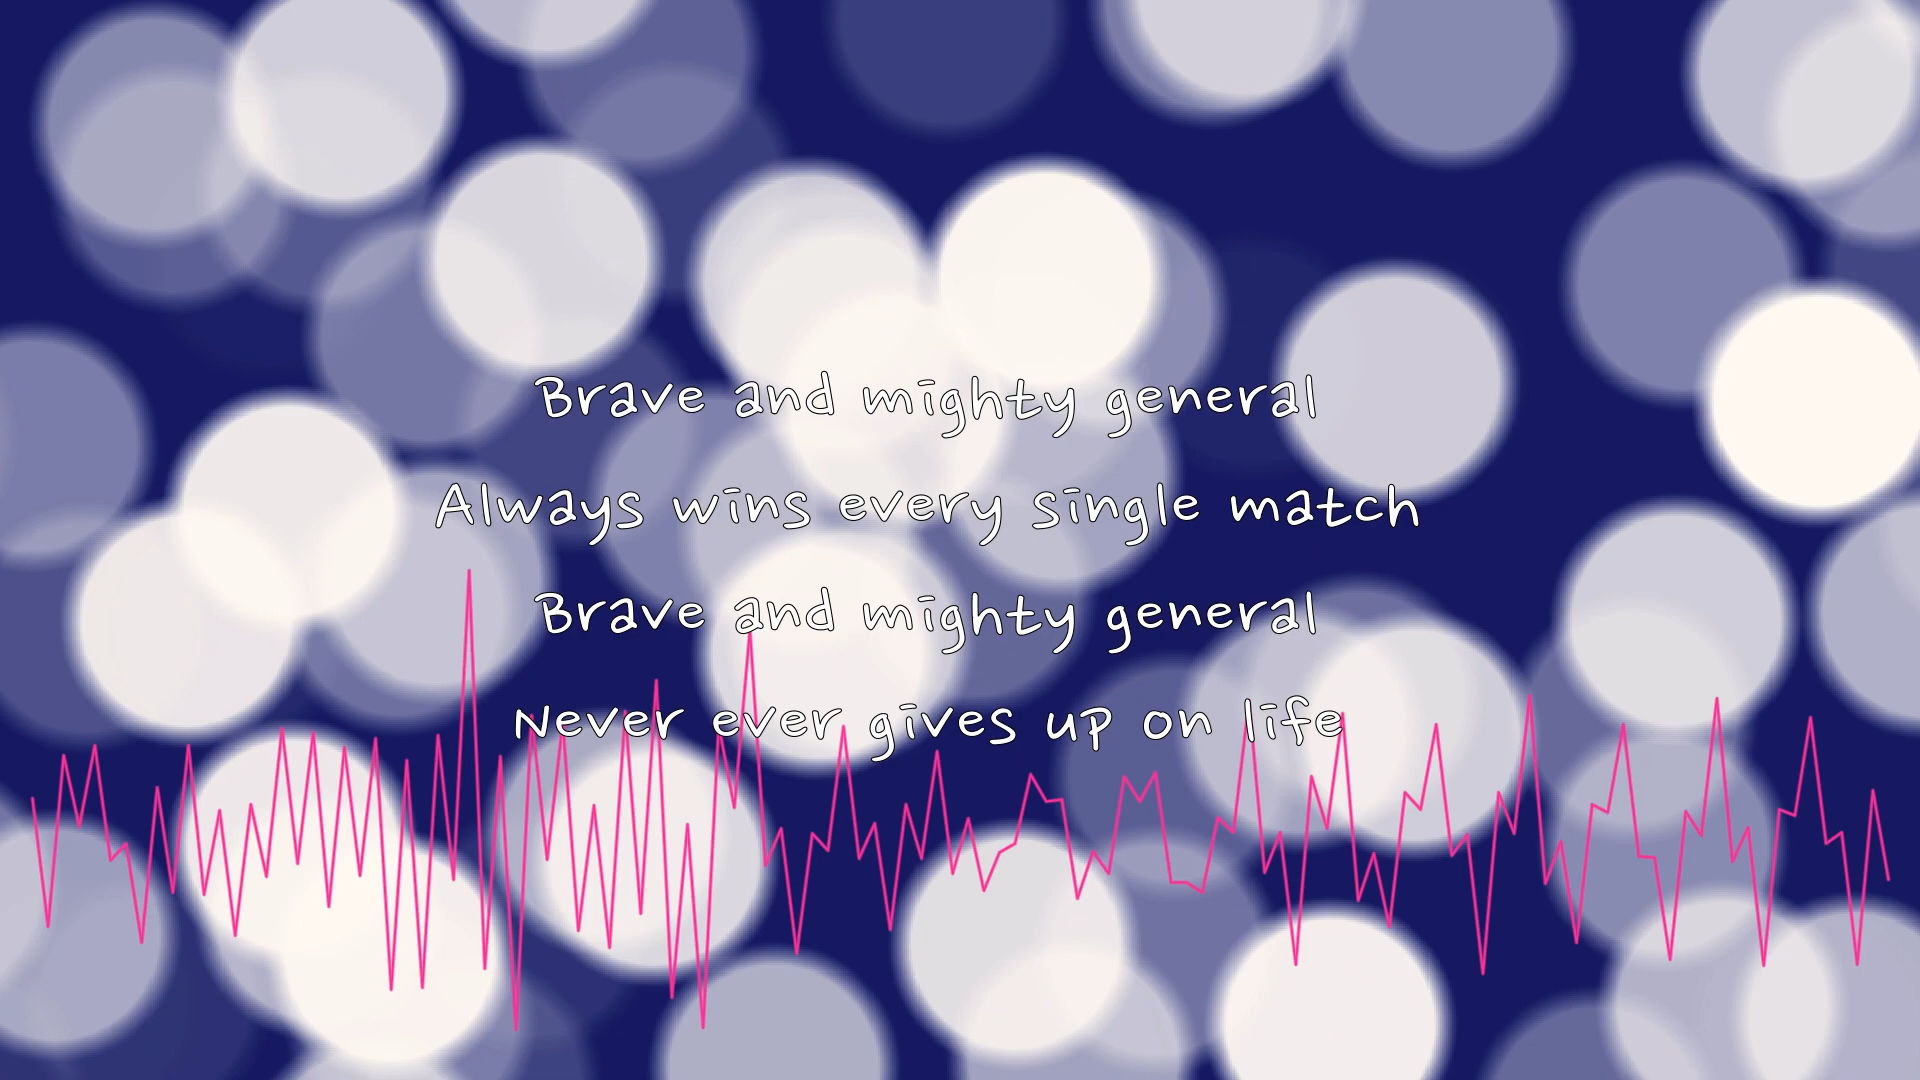 Brave and mighty general
Always wins every single match
Brave and mighty general
Never ever gives up on life